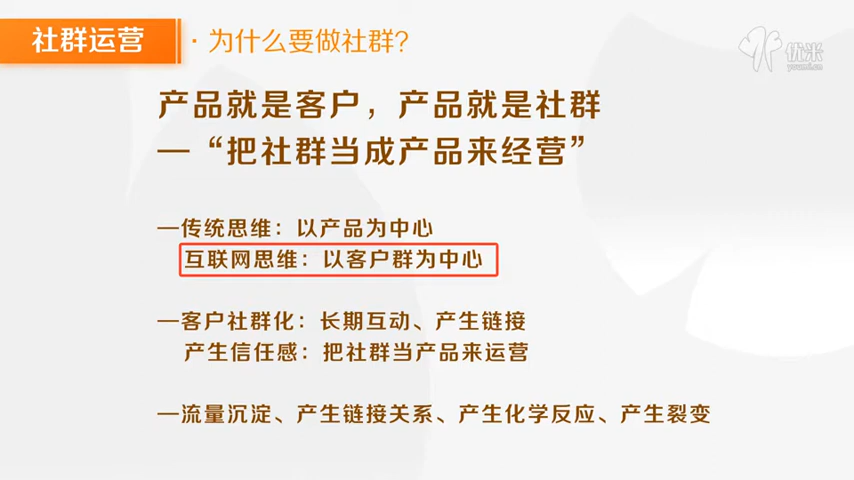 社群运营
· 为什么要做社群？
优米
youmi.cn
产品就是客户，产品就是社群
—“把社群当成产品来经营”
—传统思维：以产品为中心
互联网思维：以客户群为中心
—客户社群化：长期互动、产生链接
产生信任感：把社群当产品来运营
—流量沉淀、产生链接关系、产生化学反应、产生裂变